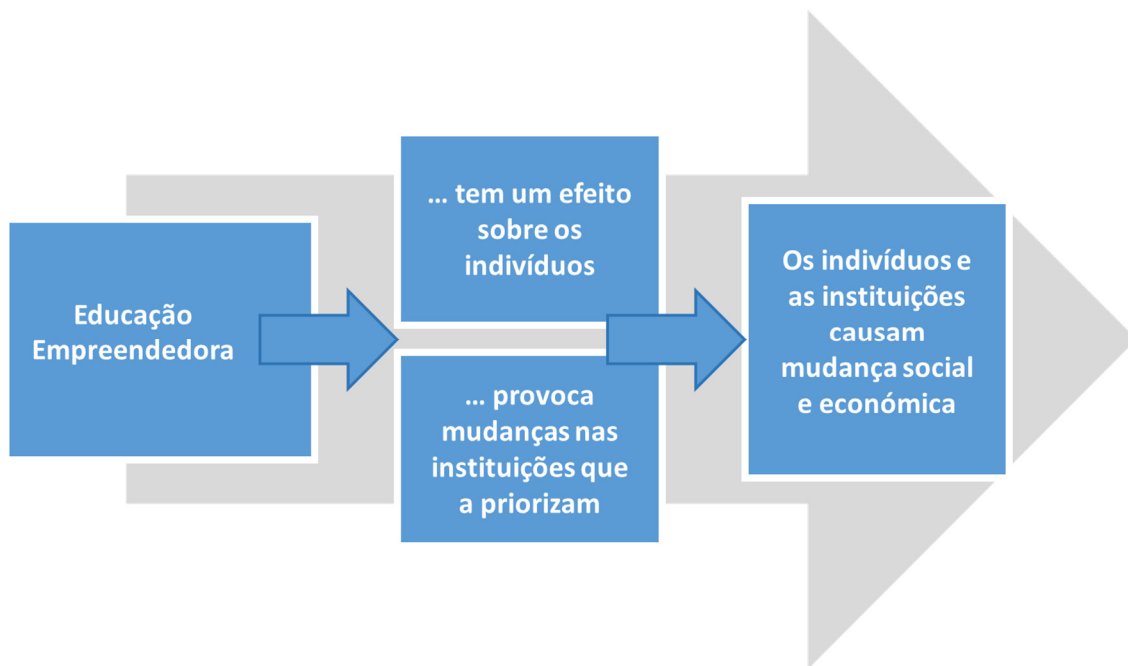 Educação
Empreendedora
... tem um efeito
sobre os
indivíduos
... provoca
mudanças nas
instituições que
a priorizam
Os indivíduos e
as instituições
causam
mudança social
e económica